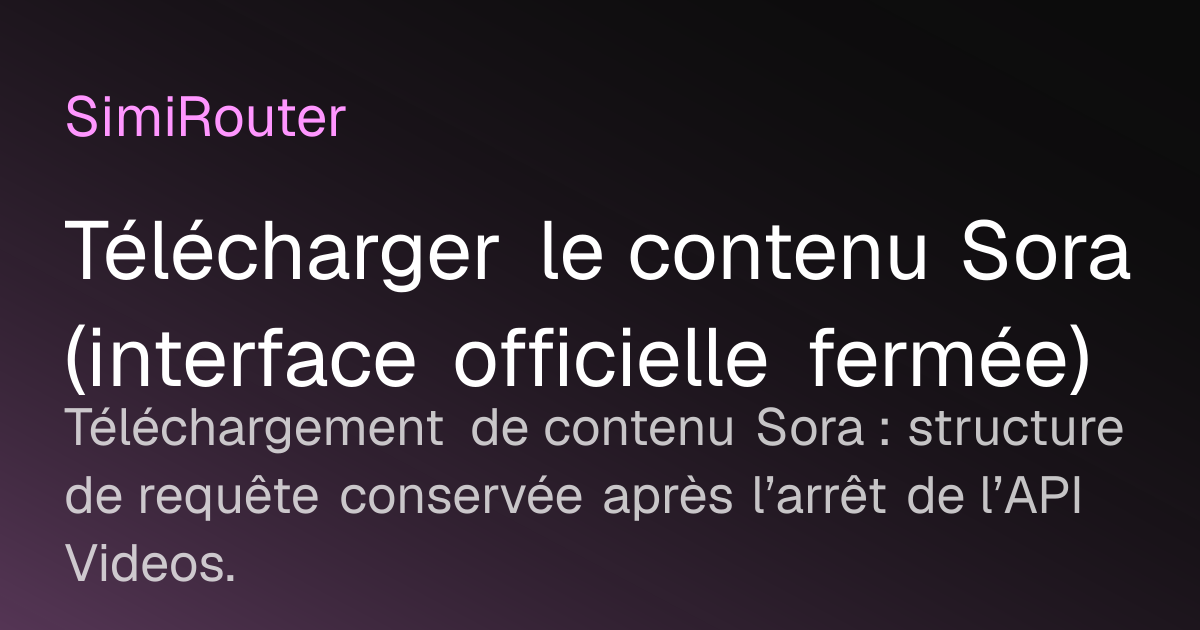 SimiRouter
Télécharger le contenu Sora
(interface officielle fermée)
Téléchargement de contenu Sora : structure
de requête conservée après l’arrêt de l’API
Videos.